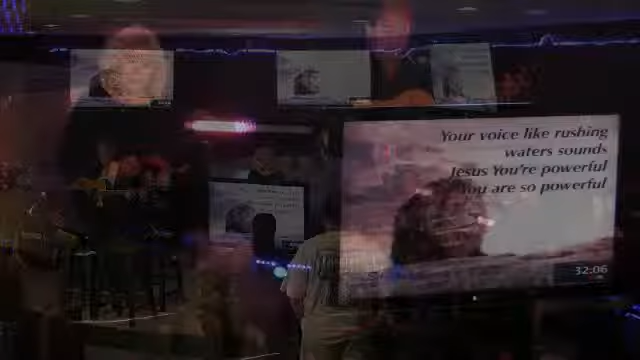 Your voice like rushing
waters sounds
Jesus You're powerful
You are so powerful
32:06